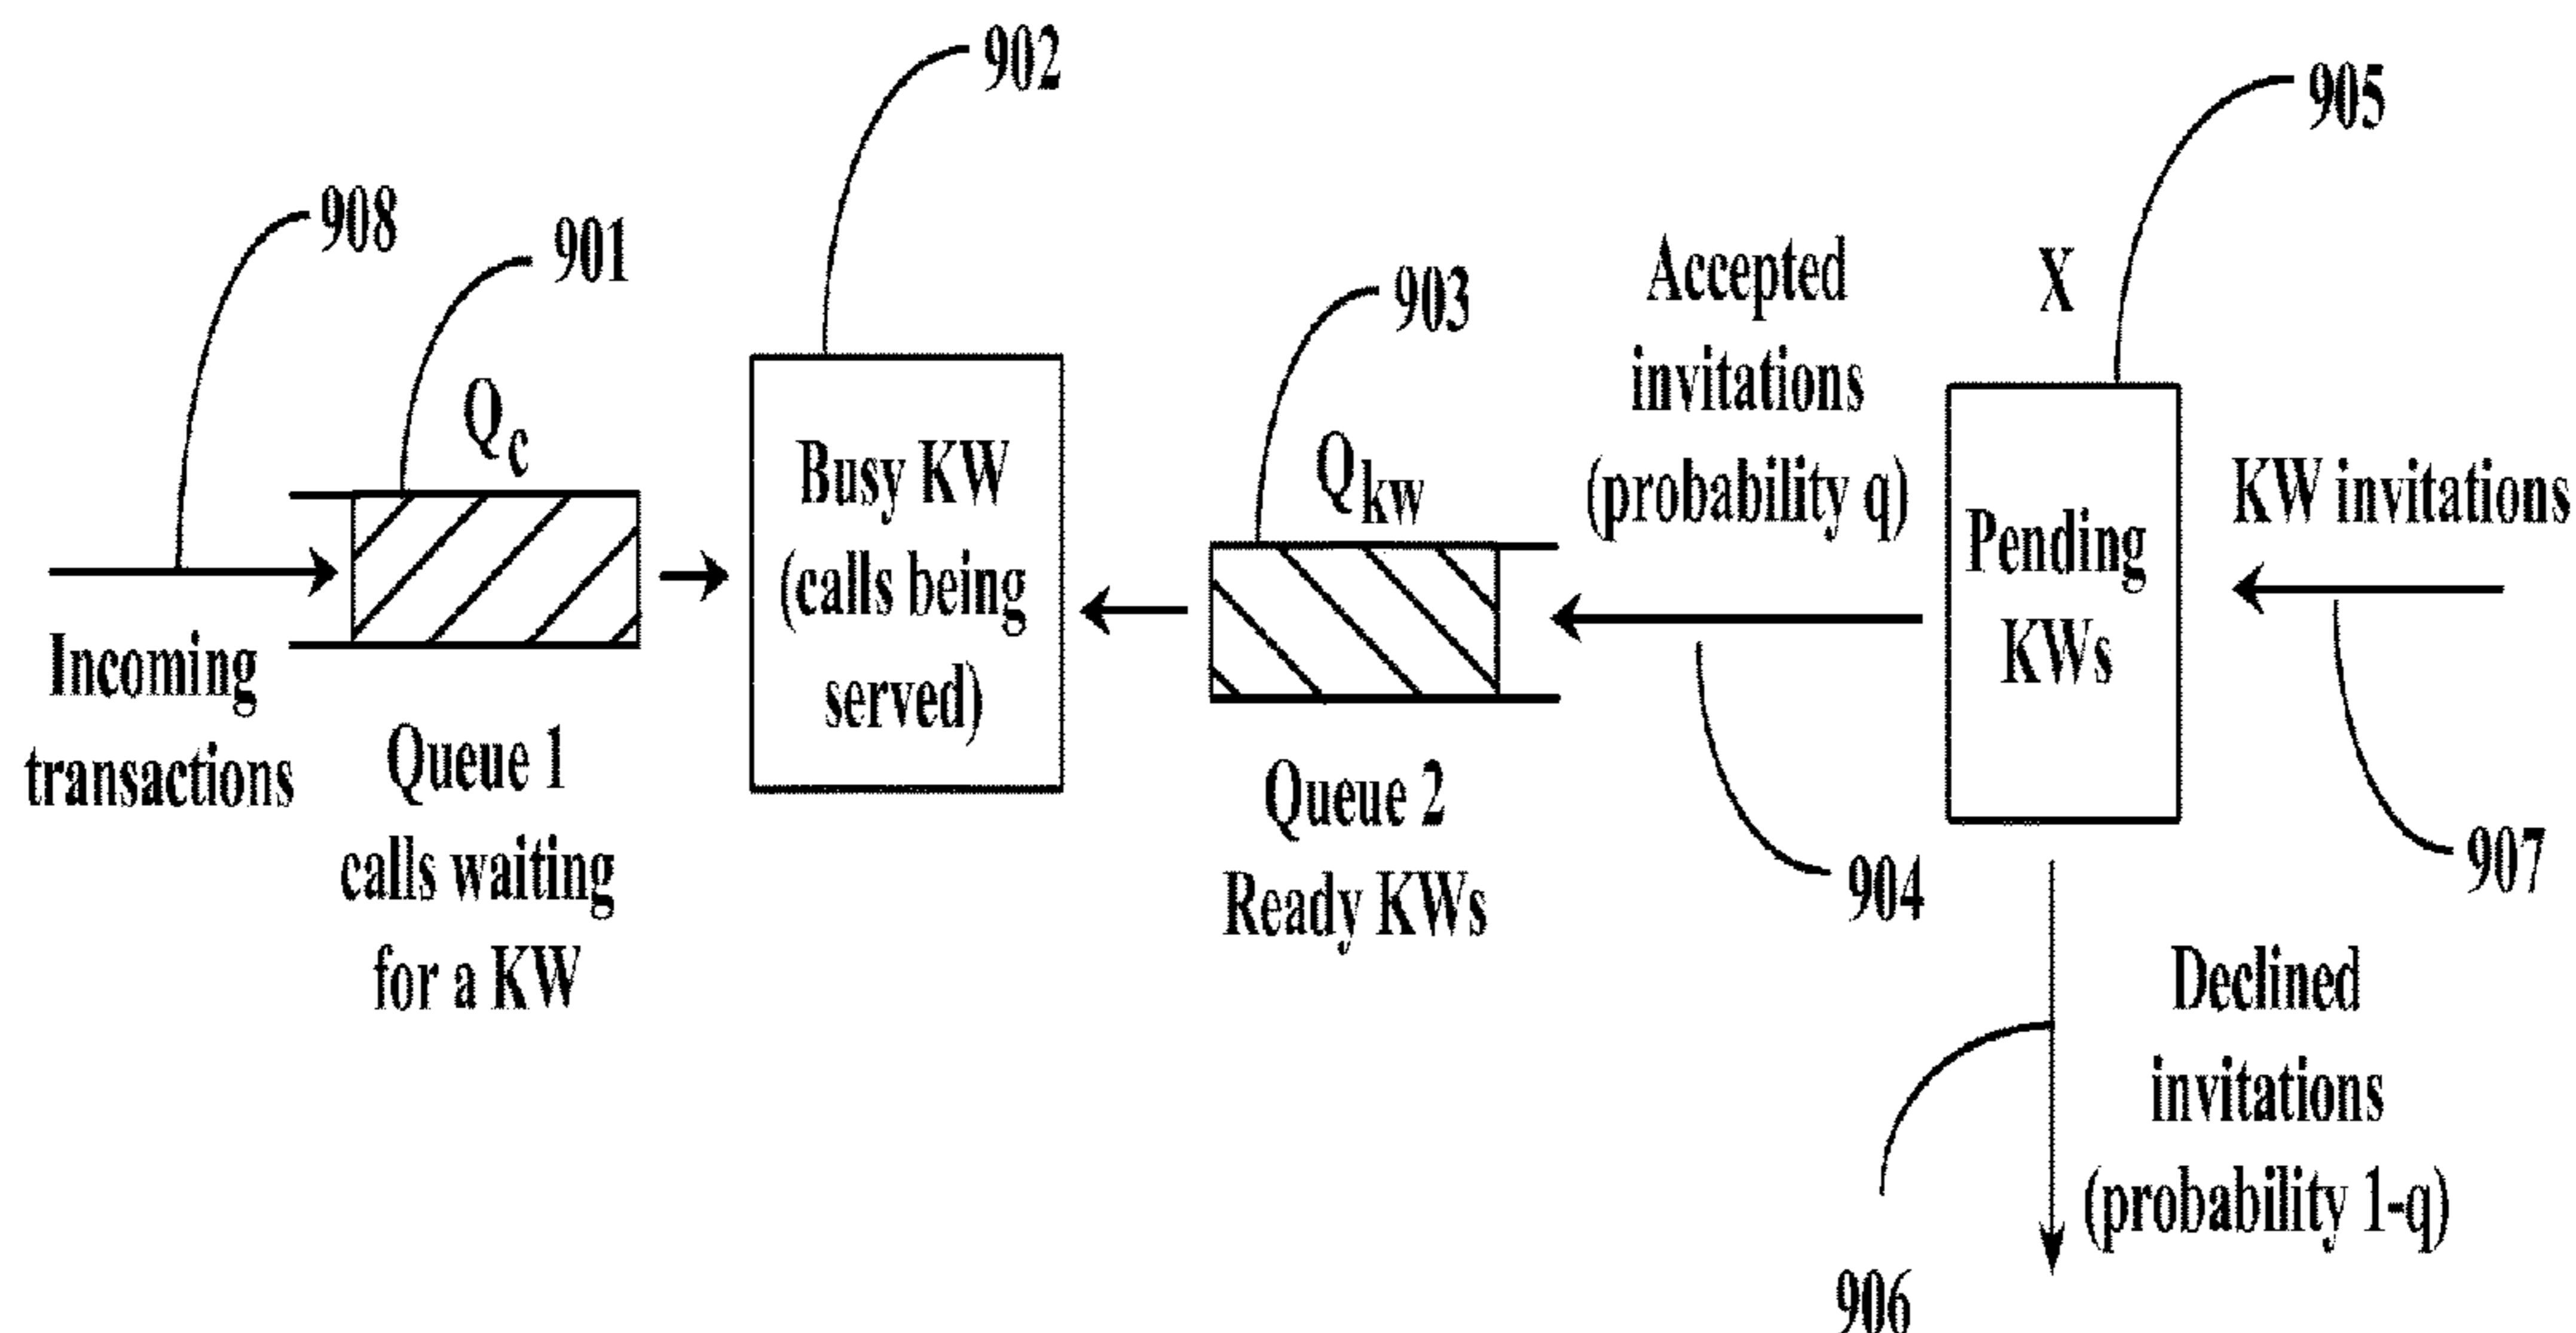 902
905
908
901
903
Q_c
Incoming
transactions
Queue 1
calls waiting
for a KW
Busy KW
(calls being
served)
Q_kw
Queue 2
Ready KWs
Accepted
invitations
(probability q)
904
X
Pending
KWs
KW invitations
907
Declined
invitations
(probability 1-q)
906